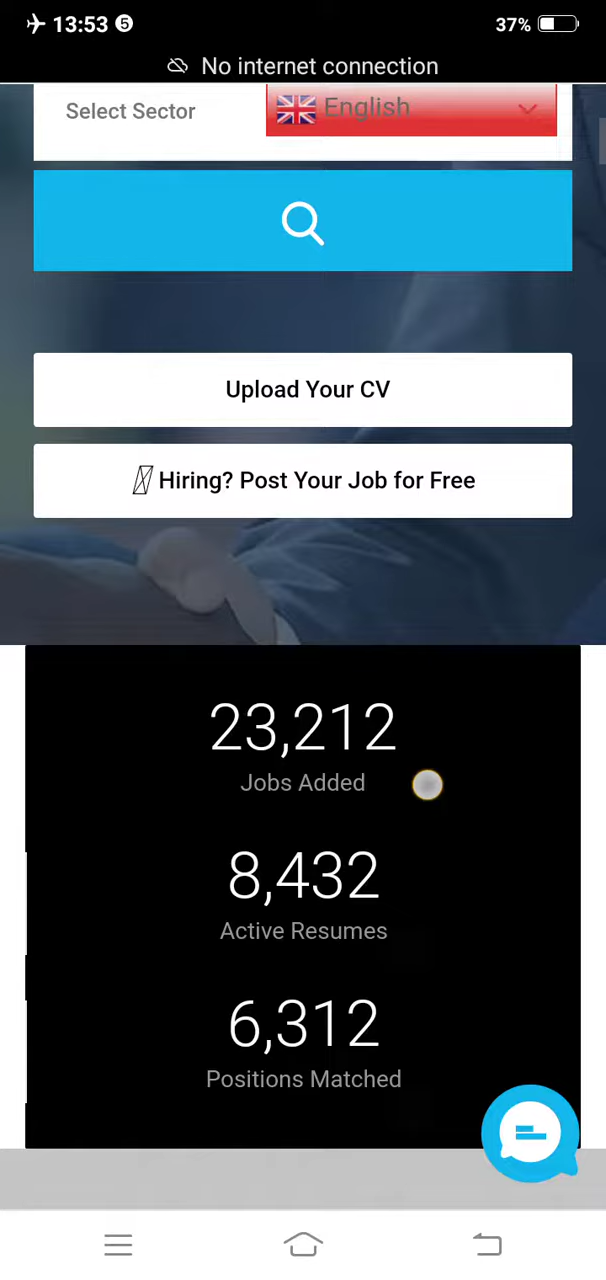 13:53 5 37%
No internet connection
Select Sector English
Upload Your CV
Hiring? Post Your Job for Free
23,212
Jobs Added
8,432
Active Resumes
6,312
Positions Matched